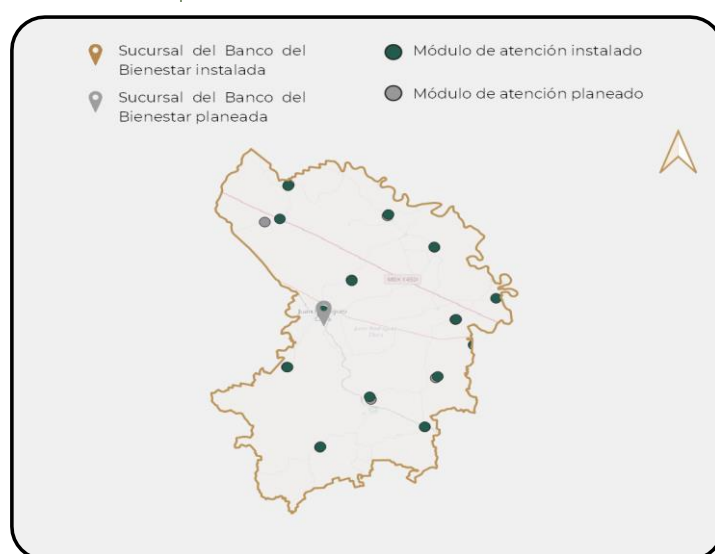 Sucursal del Banco del
Bienestar instalada
Módulo de atención instalado
Sucursal del Banco del
Bienestar planeada
Módulo de atención planeado